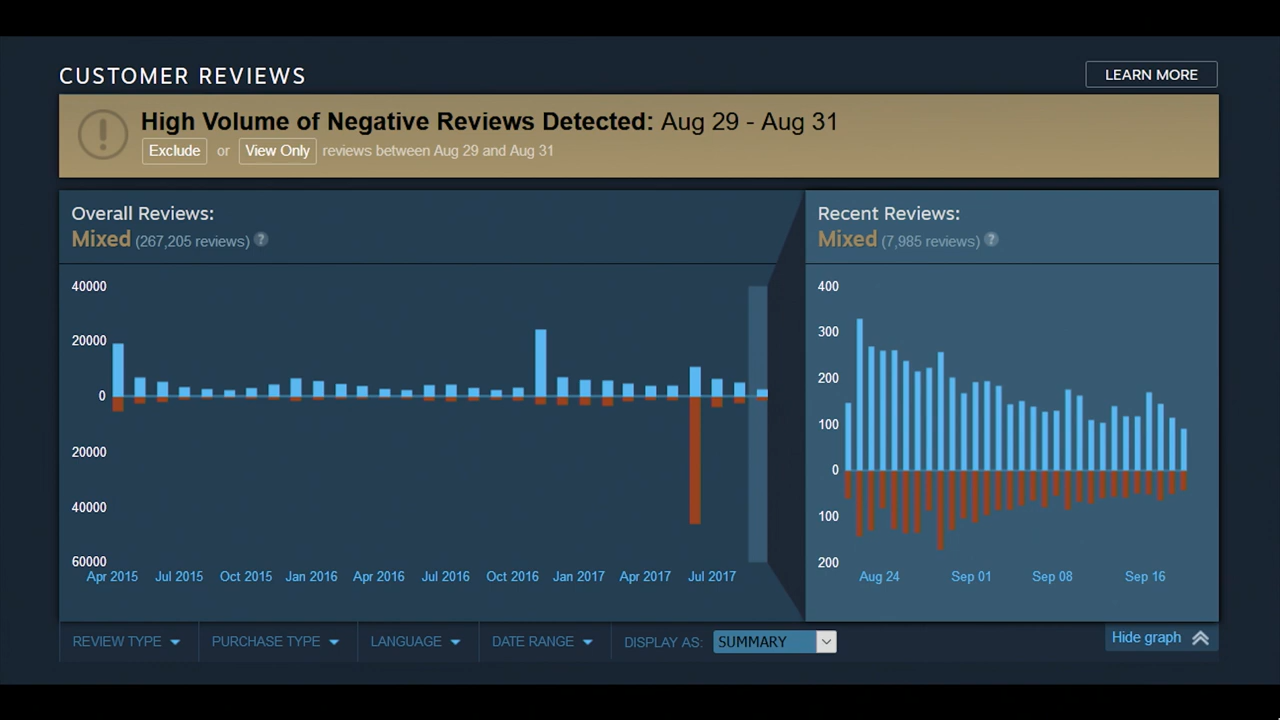 CUSTOMER REVIEWS
LEARN MORE
High Volume of Negative Reviews Detected: Aug 29 - Aug 31
Exclude or View Only reviews between Aug 29 and Aug 31
Overall Reviews:
Mixed (267,205 reviews) ?
40000
20000
0
20000
40000
60000
Apr 2015 Jul 2015 Oct 2015 Jan 2016 Apr 2016 Jul 2016 Oct 2016 Jan 2017 Apr 2017 Jul 2017
Recent Reviews:
Mixed (7,985 reviews) ?
400
300
200
100
0
100
200
Aug 24 Sep 01 Sep 08 Sep 16
REVIEW TYPE PURCHASE TYPE LANGUAGE DATE RANGE DISPLAY AS: SUMMARY
Hide graph